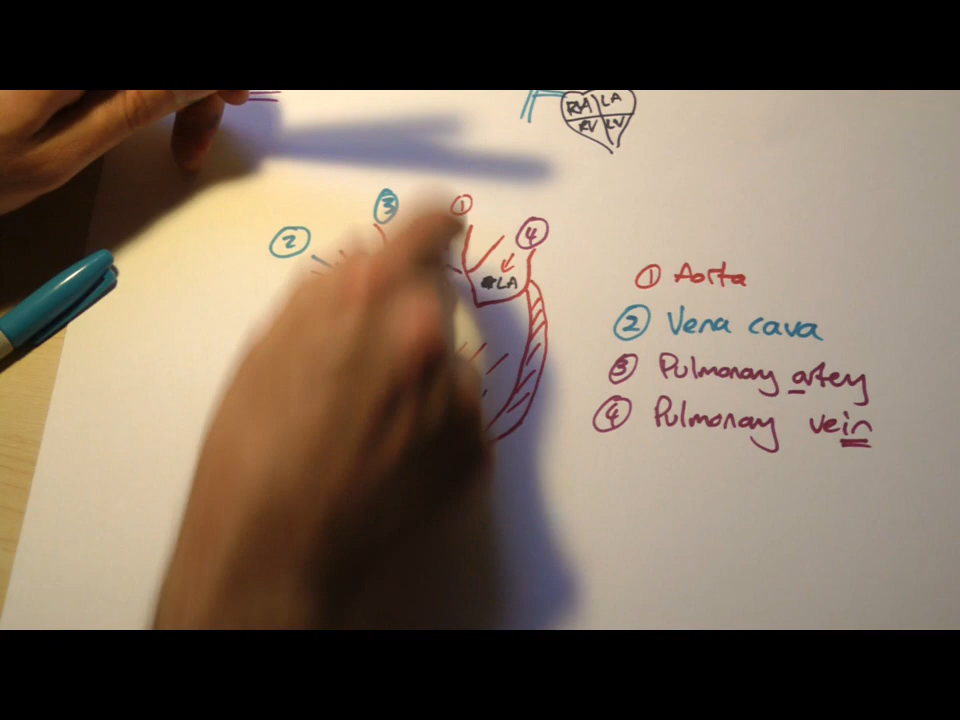 RA LA
RV LV
3
1
2
4
LA
1 Aorta
2 Vena cava
3 Pulmonary artery
4 Pulmonary vein